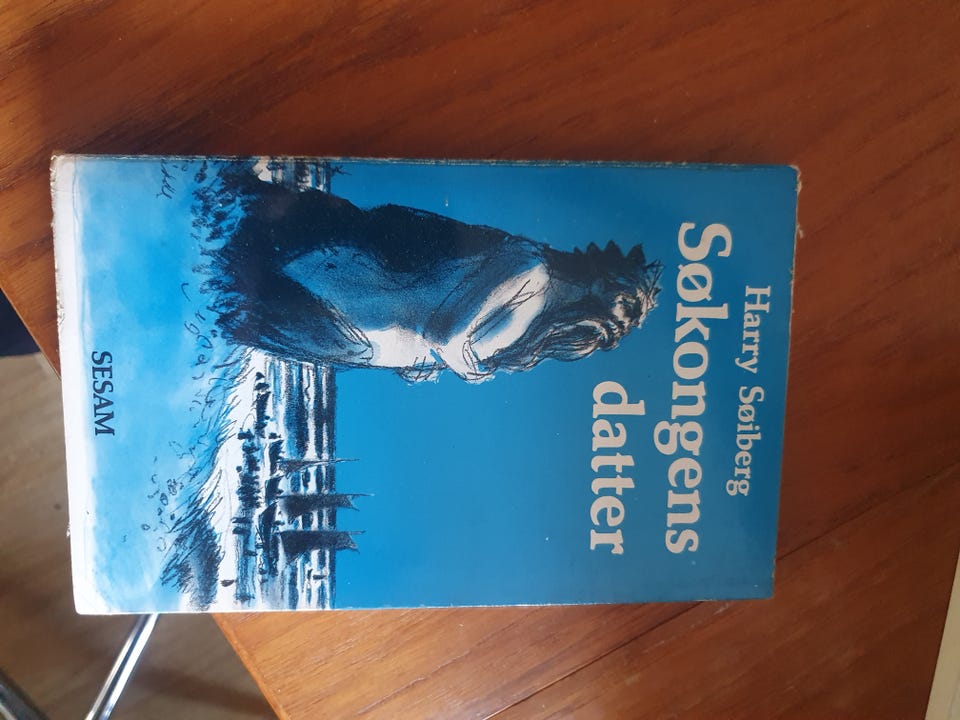 Harry Søiberg
Søkongens
datter
SESAM